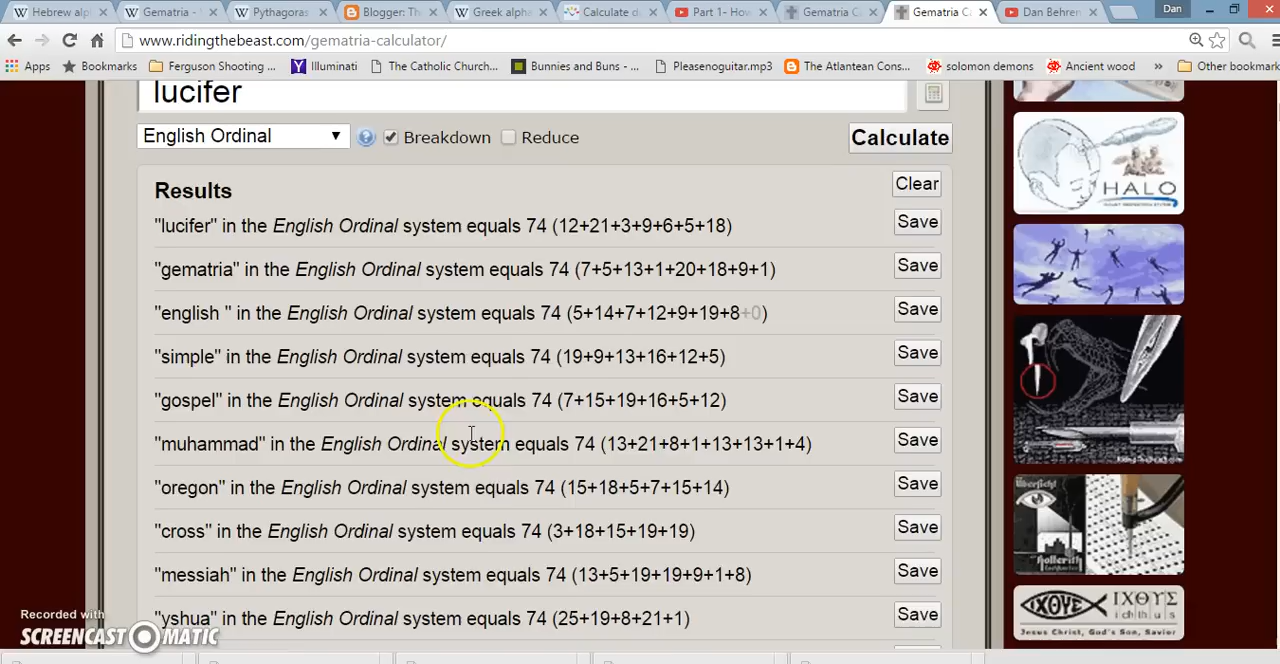 Hebrew alp
Gematria - 
Pythagoras
Blogger: Th
Greek alpha
Calculate d
Part 1- How
Gematria C
Gematria C
Dan Behren
Dan
www.ridingthebeast.com/gematria-calculator/
Apps
Bookmarks
Ferguson Shooting ...
Illuminati
The Catholic Church...
Bunnies and Buns - ...
Pleasenoguitar.mp3
The Atlantean Cons...
solomon demons
Ancient wood
»
Other bookmark
lucifer
English Ordinal
Breakdown
Reduce
Calculate
Results
Clear
"lucifer" in the English Ordinal system equals 74 (12+21+3+9+6+5+18)
Save
"gematria" in the English Ordinal system equals 74 (7+5+13+1+20+18+9+1)
Save
"english " in the English Ordinal system equals 74 (5+14+7+12+9+19+8+0)
Save
"simple" in the English Ordinal system equals 74 (19+9+13+16+12+5)
Save
"gospel" in the English Ordinal system equals 74 (7+15+19+16+5+12)
Save
"muhammad" in the English Ordinal system equals 74 (13+21+8+1+13+13+1+4)
Save
"oregon" in the English Ordinal system equals 74 (15+18+5+7+15+14)
Save
"cross" in the English Ordinal system equals 74 (3+18+15+19+19)
Save
"messiah" in the English Ordinal system equals 74 (13+5+19+19+9+1+8)
Save
"yshua" in the English Ordinal system equals 74 (25+19+8+21+1)
Save
HALO
ΙΧΘΥΣ
ΙΧΘΥΣ
i ch th u s
Jesus Christ, God's Son, Savior
Recorded with
SCREENCAST-O-MATIC